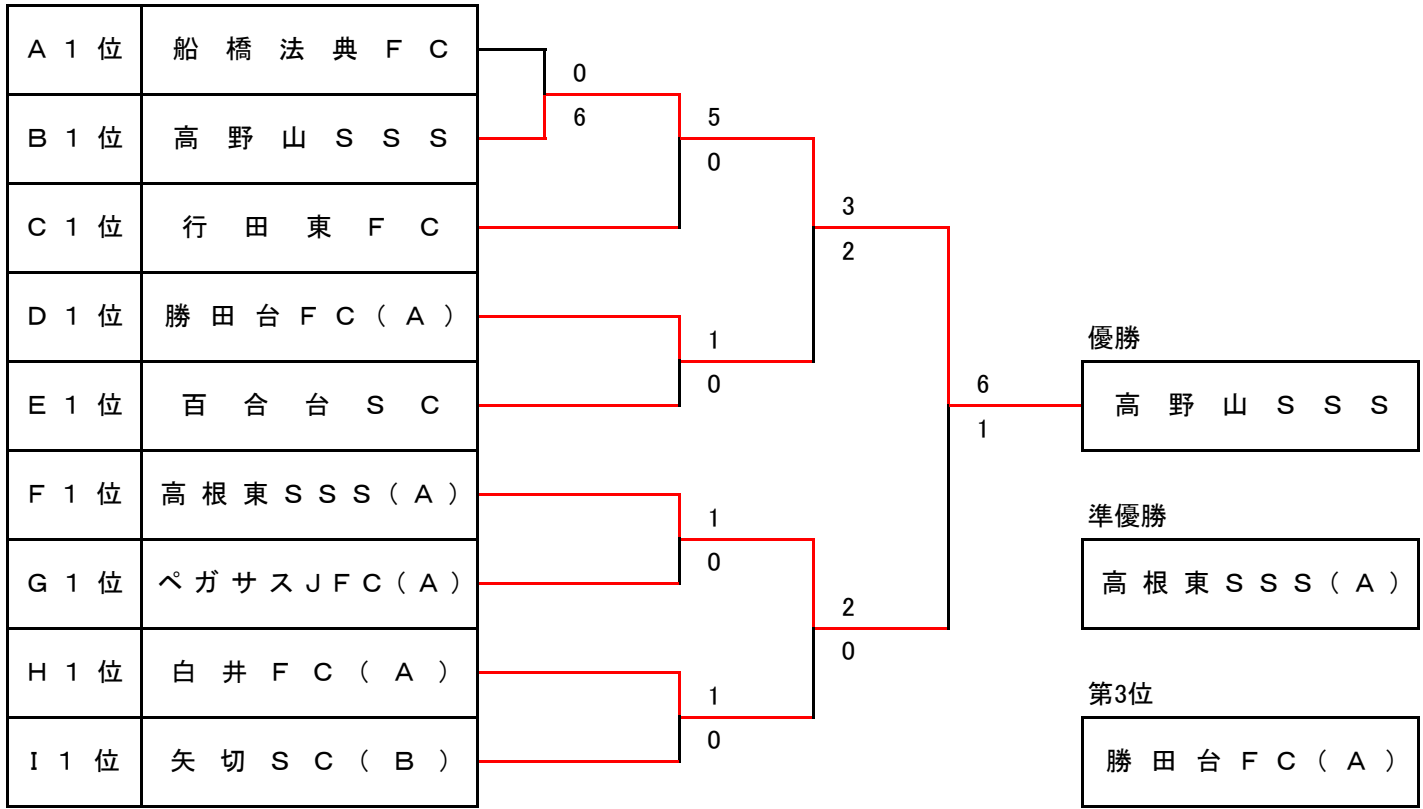 A1位 船橋法典FC
0
B1位 高野山SSS
6
5
0
C1位 行田東FC
3
2
D1位 勝田台FC(A)
1
0
E1位 百合台SC
優勝
高野山SSS
6
1
F1位 高根東SSS(A)
1
0
準優勝
高根東SSS(A)
G1位 ペガサスJFC(A)
2
0
H1位 白井FC(A)
1
0
第3位
勝田台FC(A)
I1位 矢切SC(B)